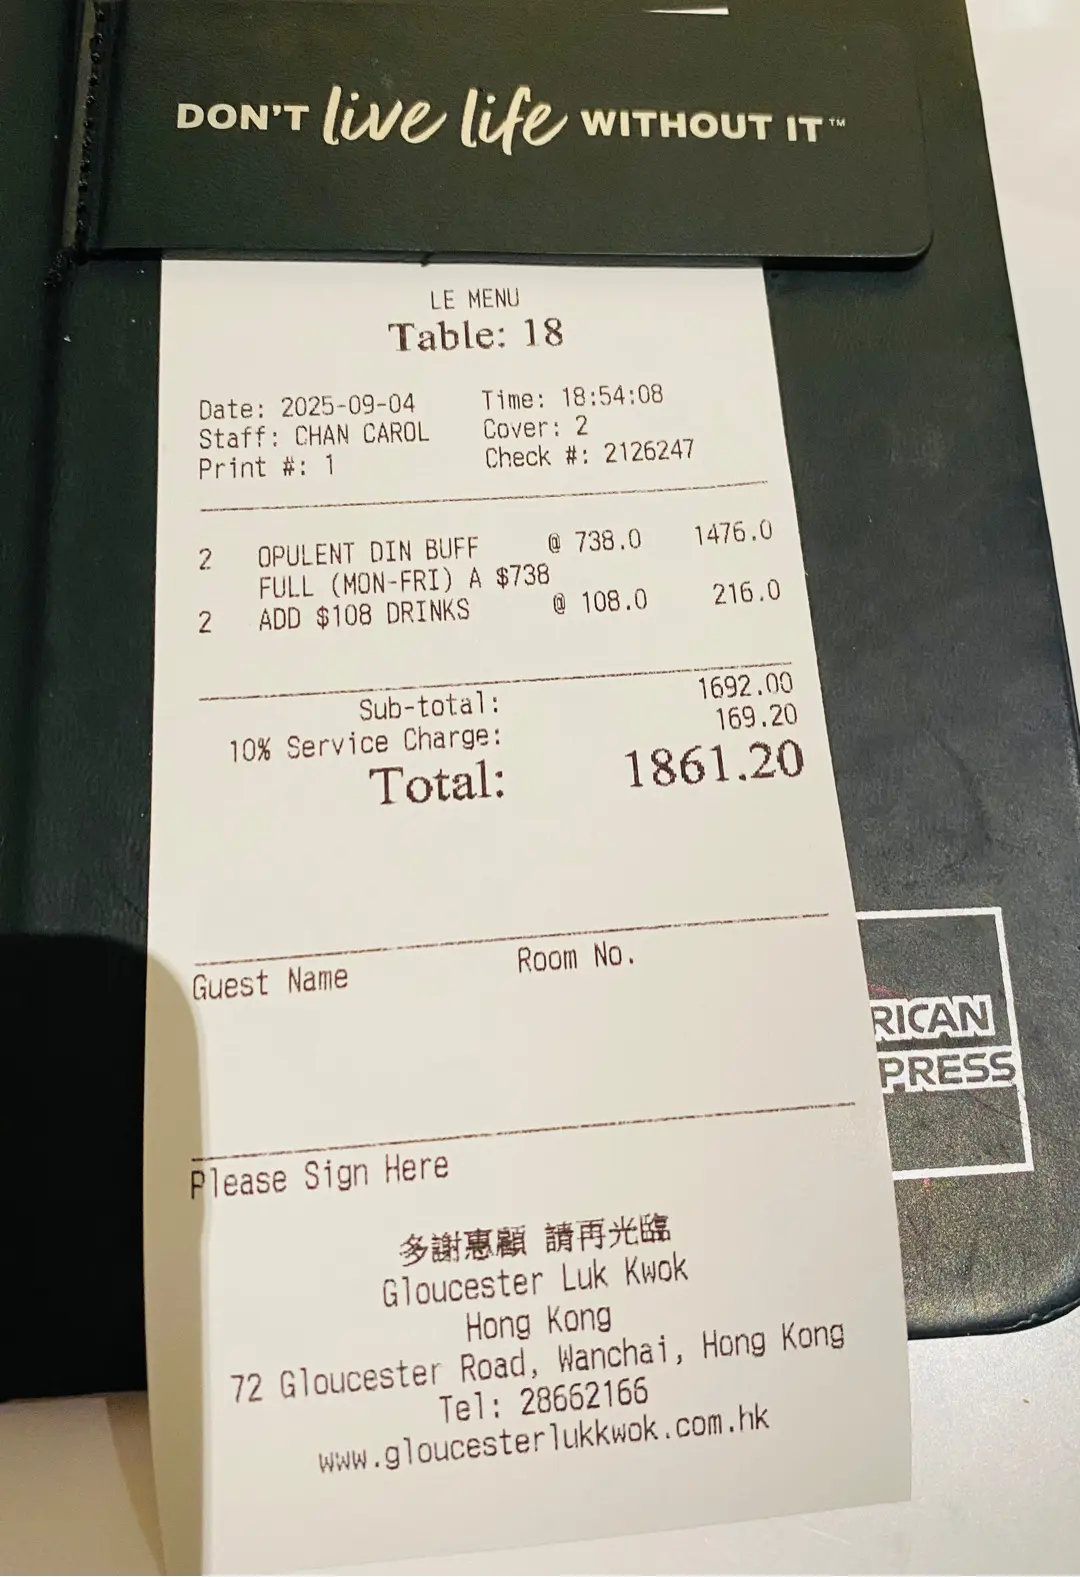 DON'T live life WITHOUT IT™
LE MENU
Table: 18
Date: 2025-09-04 Time: 18:54:08
Staff: CHAN CAROL Cover: 2
Print #: 1 Check #: 2126247
2 OPULENT DIN BUFF @ 738.0 1476.0
FULL (MON-FRI) A $738
2 ADD $108 DRINKS @ 108.0 216.0
Sub-total: 1692.00
10% Service Charge: 169.20
Total: 1861.20
Guest Name Room No.
RICAN
PRESS
Please Sign Here
多謝惠顧 請再光臨
Gloucester Luk Kwok
Hong Kong
72 Gloucester Road, Wanchai, Hong Kong
Tel: 28662166
www.gloucesterlukkwok.com.hk